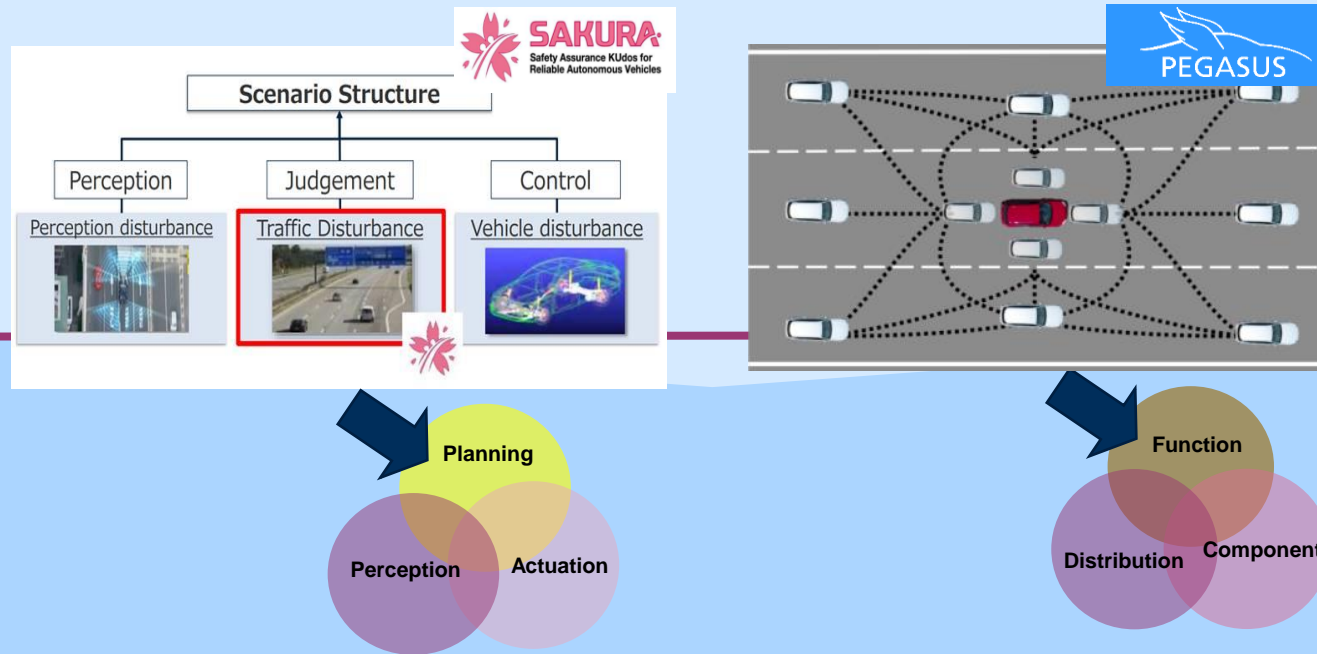 SAKURA
Safety Assurance KUdos for
Reliable Autonomous Vehicles
Scenario Structure
Perception
Judgement
Control
Perception disturbance
Traffic Disturbance
Vehicle disturbance
PEGASUS
Planning
Perception
Actuation
Function
Distribution
Component